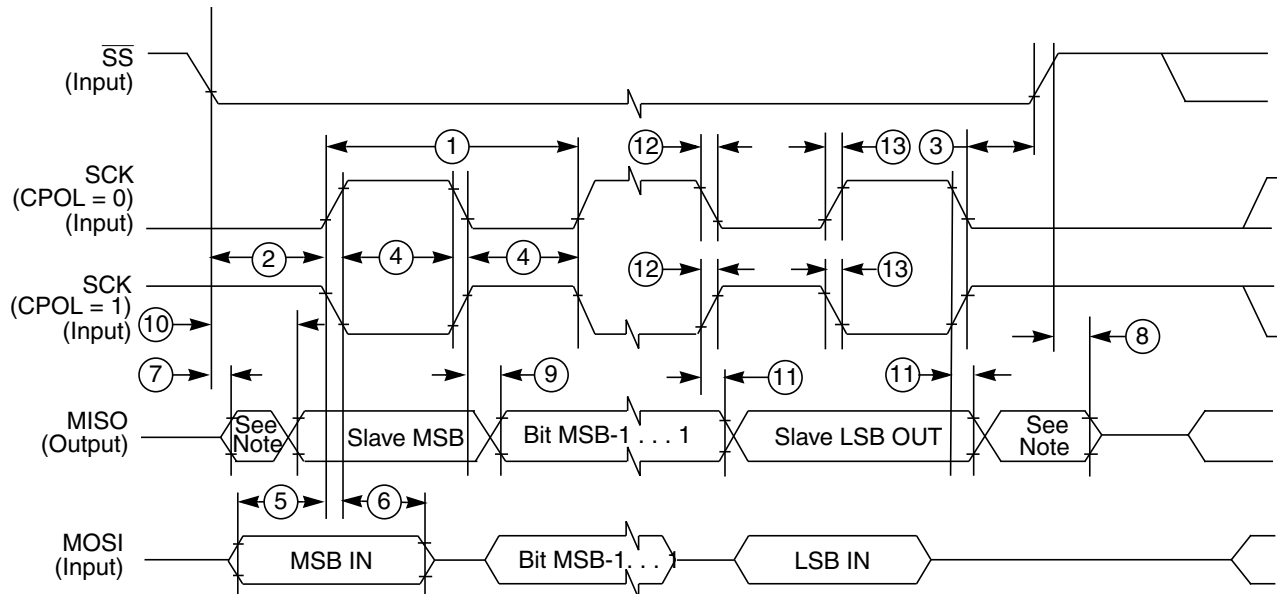 SS
(Input)
1
12
13
3
SCK
(CPOL = 0)
(Input)
2
4
4
12
13
SCK
(CPOL = 1)
(Input)
10
8
7
9
11
11
MISO
(Output)
See
Note
Slave MSB
Bit MSB-1 . . . 1
Slave LSB OUT
See
Note
5
6
MOSI
(Input)
MSB IN
Bit MSB-1. . . 1
LSB IN